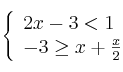 2x − 3 < 1
−3 ≥ x + x/2